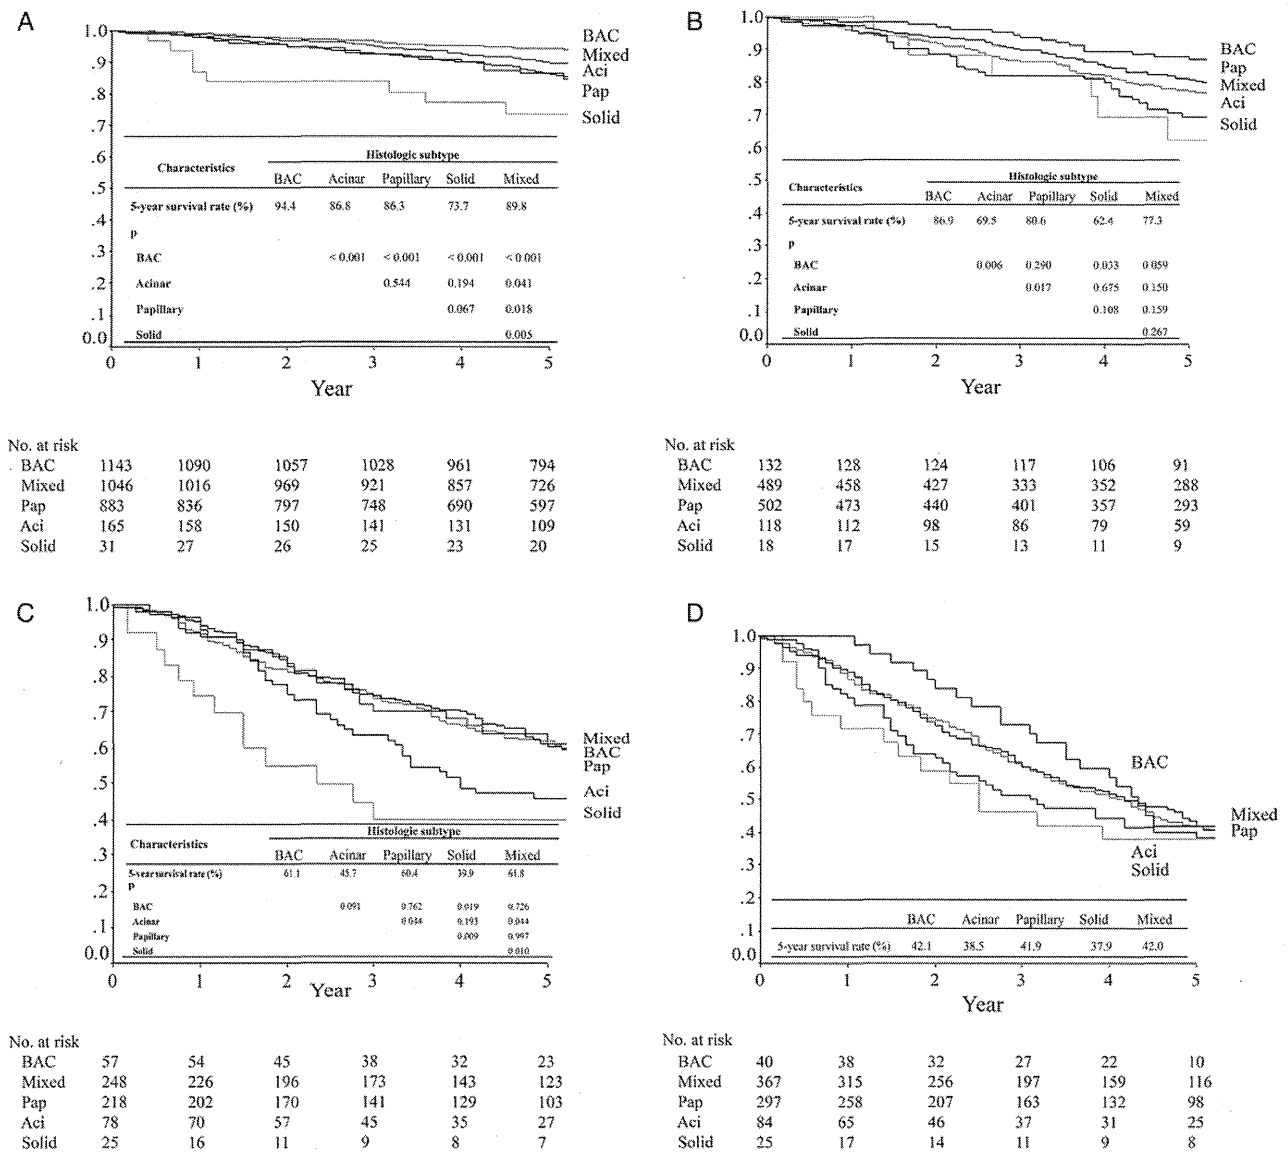 A
1.0
.9
.8
.7
.6
.5
.4
.3
.2
.1
0.0
BAC
Mixed
Aci
Pap
Solid
Histologic subtype
Characteristics
BAC Acinar Papillary Solid Mixed
5-year survival rate (%) 94.4 86.8 86.3 73.7 89.8
p
BAC < 0.001 < 0.001 < 0.001 < 0.001
Acinar 0.544 0.194 0.041
Papillary 0.067 0.018
Solid 0.005
0 1 2 3 4 5
Year
No. at risk
BAC 1143 1090 1057 1028 961 794
Mixed 1046 1016 969 921 857 726
Pap 883 836 797 748 690 597
Aci 165 158 150 141 131 109
Solid 31 27 26 25 23 20
B
1.0
.9
.8
.7
.6
.5
.4
.3
.2
.1
0.0
BAC
Pap
Mixed
Aci
Solid
Histologic subtype
Characteristics
BAC Acinar Papillary Solid Mixed
5-year survival rate (%) 86.9 69.5 80.6 62.4 77.3
p
BAC 0.006 0.290 0.033 0.059
Acinar 0.017 0.675 0.150
Papillary 0.108 0.159
Solid 0.267
0 1 2 3 4 5
Year
No. at risk
BAC 132 128 124 117 106 91
Mixed 489 458 427 333 352 288
Pap 502 473 440 401 357 293
Aci 118 112 98 86 79 59
Solid 18 17 15 13 11 9
C
1.0
.9
.8
.7
.6
.5
.4
.3
.2
.1
0.0
Mixed
BAC
Pap
Aci
Solid
Histologic subtype
Characteristics
BAC Acinar Papillary Solid Mixed
5-year survival rate (%) 61.1 45.7 60.4 39.9 61.8
p
BAC 0.091 0.762 0.019 0.726
Acinar 0.044 0.193 0.044
Papillary 0.009 0.997
Solid 0.010
0 1 2 3 4 5
Year
No. at risk
BAC 57 54 45 38 32 23
Mixed 248 226 196 173 143 123
Pap 218 202 170 141 129 103
Aci 78 70 57 45 35 27
Solid 25 16 11 9 8 7
D
1.0
.9
.8
.7
.6
.5
.4
.3
.2
.1
0.0
BAC
Mixed
Pap
Aci
Solid
BAC Acinar Papillary Solid Mixed
5-year survival rate (%) 42.1 38.5 41.9 37.9 42.0
0 1 2 3 4 5
Year
No. at risk
BAC 40 38 32 27 22 10
Mixed 367 315 256 197 159 116
Pap 297 258 207 163 132 98
Aci 84 65 46 37 31 25
Solid 25 17 14 11 9 8